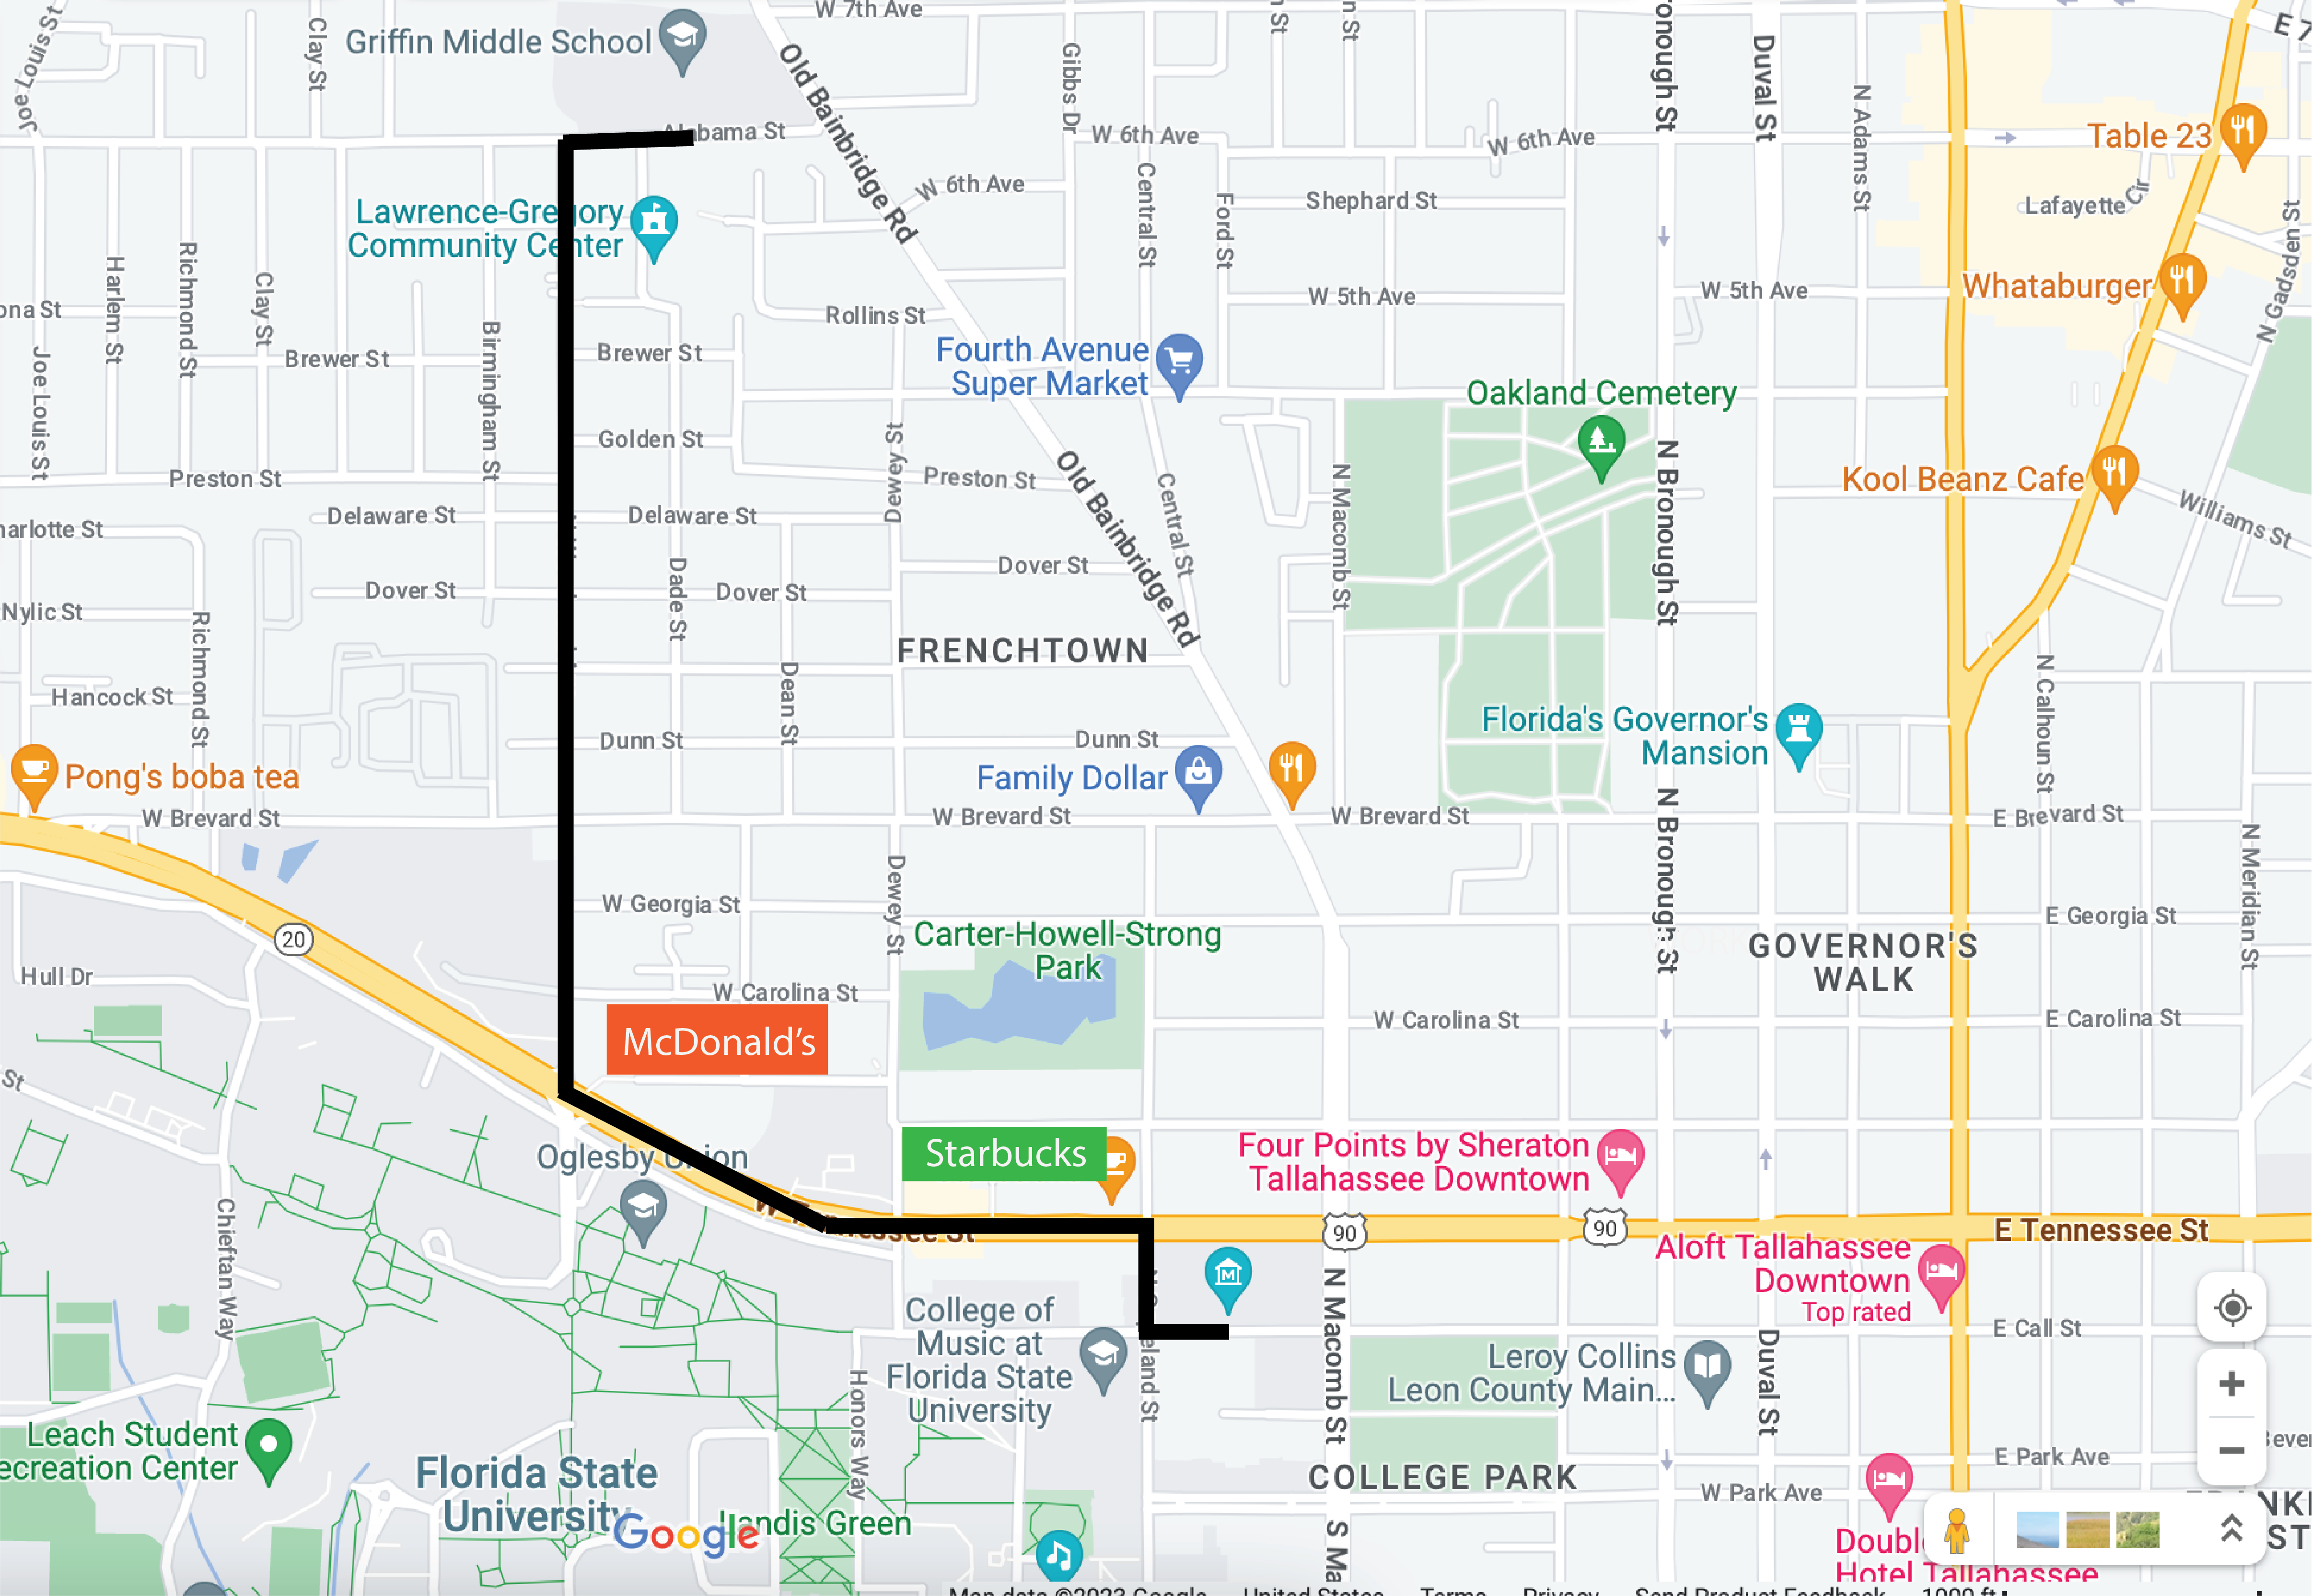 W 7th Ave
Joe Louis St
Clay St
Griffin Middle School
Old Bainbridge Rd
Gibbs Dr
Duval St
N Adams St
E 7
Alabama St
W 6th Ave
W 6th Ave
Table 23
Lafayette Cir
Lawrence-Gregory
Community Center
W 6th Ave
Central St
Ford St
Shephard St
Harlem St
Richmond St
Clay St
Rollins St
W 5th Ave
W 5th Ave
Whataburger
N Gadsden St
Joe Louis St
Brewer St
Birmingham St
Brewer St
Fourth Avenue
Super Market
Oakland Cemetery
Golden St
Dewey St
Preston St
Preston St
Old Bainbridge Rd
Central St
N Macomb St
N Bronough St
Kool Beanz Cafe
Williams St
Delaware St
Delaware St
Dover St
Dover St
Dover St
Dade St
Nylic St
Richmond St
FRENCHTOWN
Hancock St
Dean St
N Calhoun St
Dunn St
Dunn St
Florida's Governor's
Mansion
Pong's boba tea
Family Dollar
W Brevard St
W Brevard St
W Brevard St
N Bronough St
E Brevard St
N Meridian St
Dewey St
W Georgia St
E Georgia St
20
Carter-Howell-Strong
Park
GOVERNOR'S
WALK
Hull Dr
W Carolina St
W Carolina St
E Carolina St
McDonald's
St
Oglesby Union
Starbucks
Four Points by Sheraton
Tallahassee Downtown
W Tennessee St
90
90
E Tennessee St
Chieftan Way
Aloft Tallahassee
Downtown
Top rated
College of
Music at
Florida State
University
N Macomb St
Duval St
E Call St
Leroy Collins
Leon County Main...
Honors Way
Leach Student
ecreation Center
Florida State
University
COLLEGE PARK
E Park Ave
W Park Ave
Google
Landis Green
S Ma
Doubl
Hotel Tallahassee
Map data ©2023 Google
United States
Terms
Privacy
Send Product Feedback
1000 ft